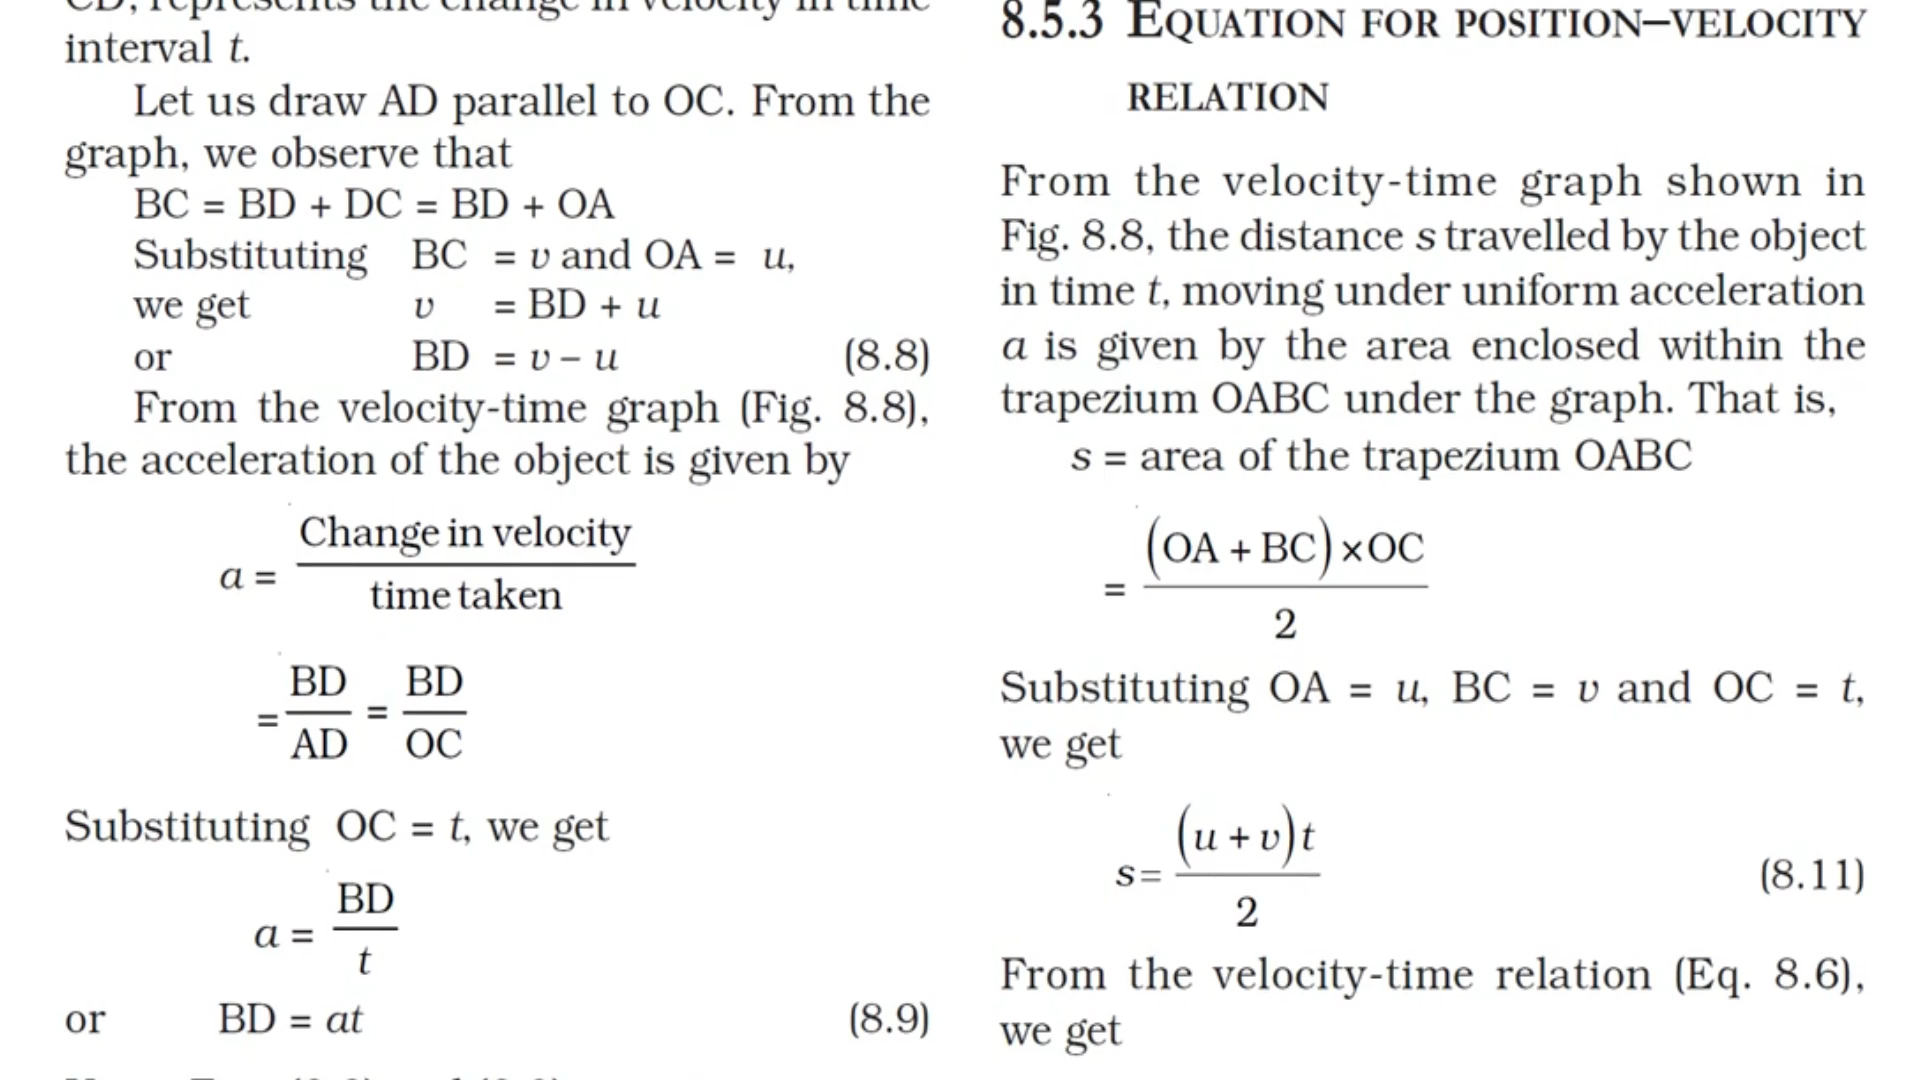 interval t.
Let us draw AD parallel to OC. From the
graph, we observe that
BC = BD + DC = BD + OA
Substituting BC = v and OA = u,
we get v = BD + u
or BD = v – u (8.8)
From the velocity-time graph (Fig. 8.8),
the acceleration of the object is given by
a = Change in velocity / time taken
= BD/AD = BD/OC
Substituting OC = t, we get
a = BD/t
or BD = at (8.9)
8.5.3 EQUATION FOR POSITION–VELOCITY
RELATION
From the velocity-time graph shown in
Fig. 8.8, the distance s travelled by the object
in time t, moving under uniform acceleration
a is given by the area enclosed within the
trapezium OABC under the graph. That is,
s = area of the trapezium OABC
= (OA + BC) × OC / 2
Substituting OA = u, BC = v and OC = t,
we get
s = (u + v) t / 2 (8.11)
From the velocity-time relation (Eq. 8.6),
we get